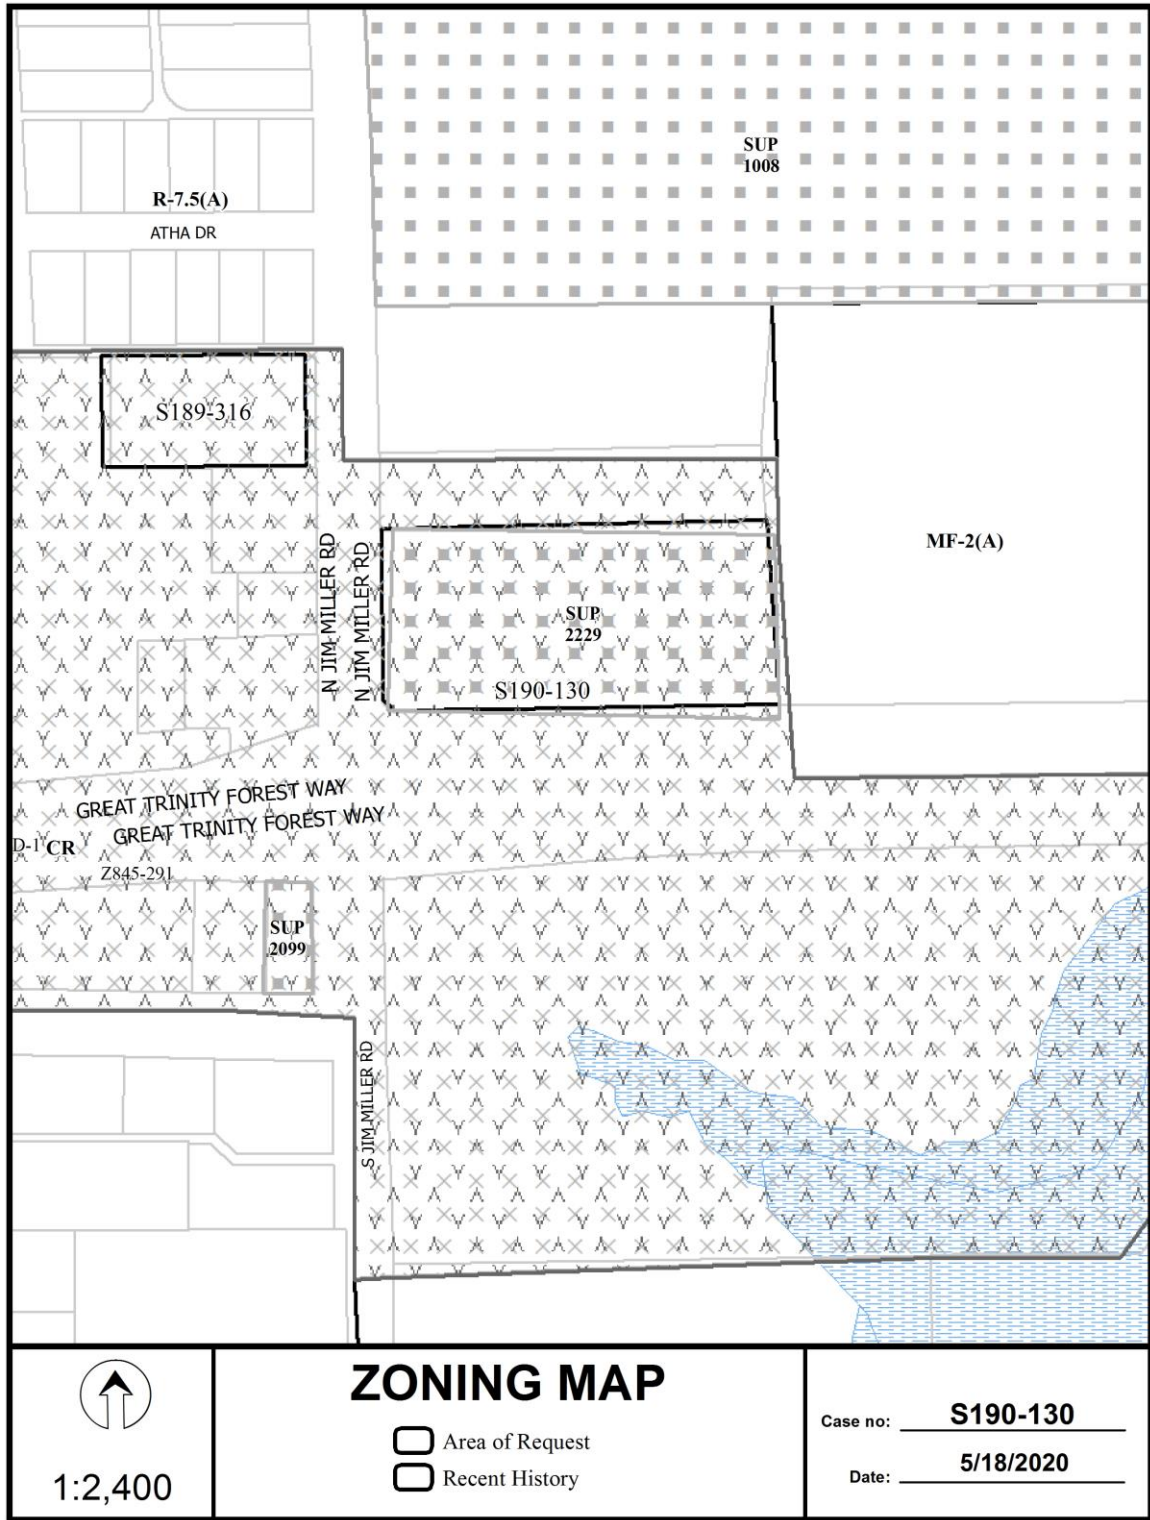 SUP
1008
R-7.5(A)
ATHA DR
S189-316
MF-2(A)
N JIM MILLER RD
N JIM MILLER RD
SUP
2229
S190-130
GREAT TRINITY FOREST WAY
GREAT TRINITY FOREST WAY
D-1 CR
Z845-291
SUP
2099
S JIM MILLER RD
1:2,400
ZONING MAP
Area of Request
Recent History
Case no: S190-130
Date: 5/18/2020